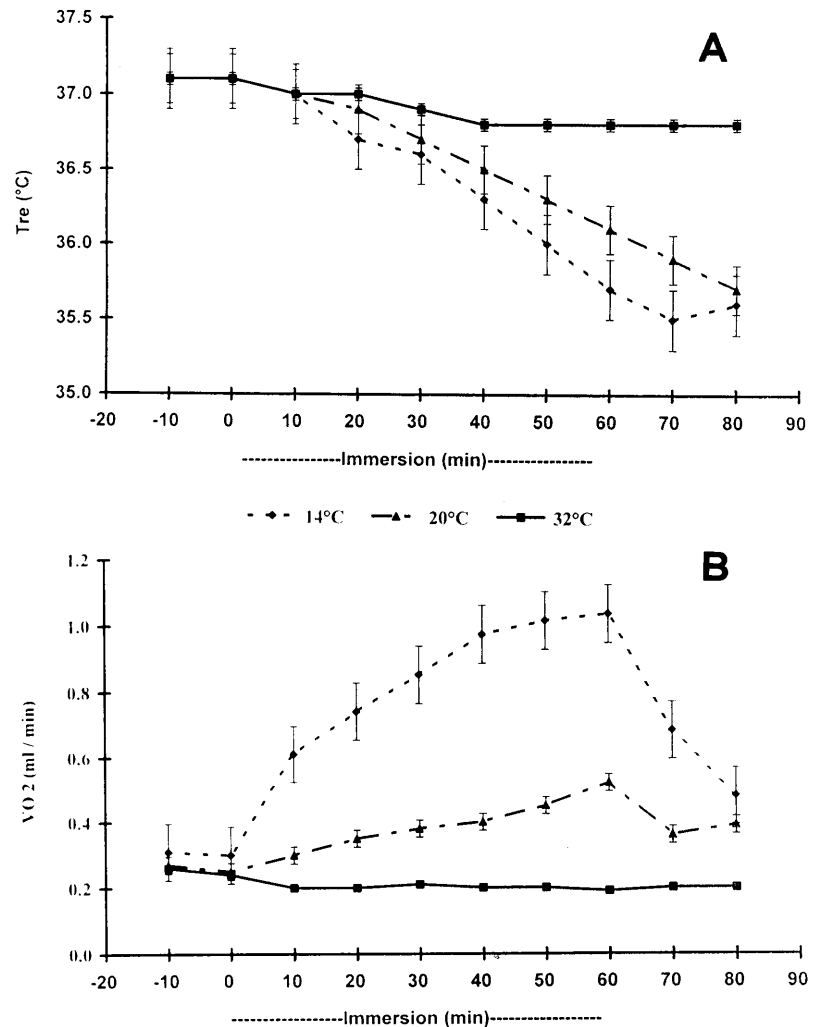 A
37.5
37.0
36.5
36.0
35.5
35.0
Tre (°C)
-20 -10 0 10 20 30 40 50 60 70 80 90
-----------------Immersion (min)------------------
14°C 20°C 32°C
B
1.2
1.0
0.8
0.6
0.4
0.2
0.0
VO 2 (ml / min)
-20 -10 0 10 20 30 40 50 60 70 80 90
-------------------Immersion (min)-------------------